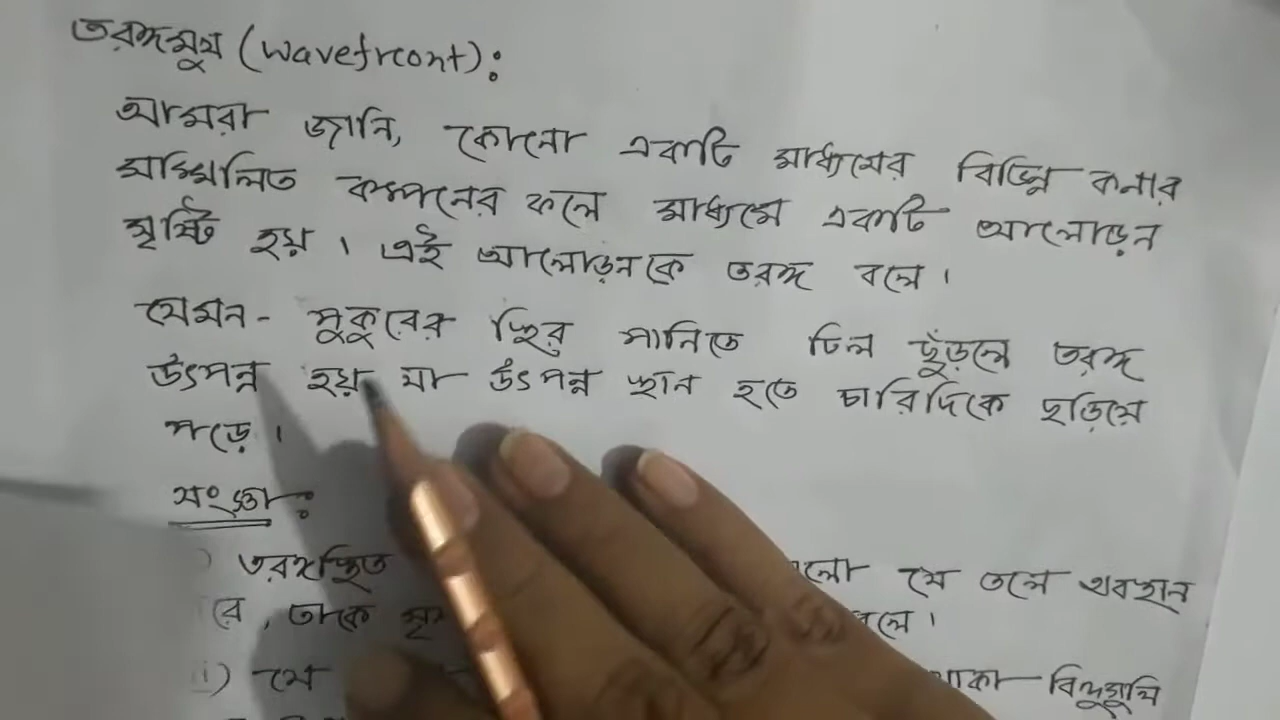 তরঙ্গমুখ (Wavefront):
আমরা জানি, কোনো একটি মাধ্যমের বিভিন্ন কনার
সম্মিলিত কম্পনের ফলে মাধ্যমে একটি আলোড়ন
সৃষ্টি হয়। এই আলোড়নকে তরঙ্গ বলে।
যেমন- পুকুরের স্থির পানিতে ঢিল ছুঁড়লে তরঙ্গ
উৎপন্ন হয় যা উৎপন্ন স্থান হতে চারিদিকে ছড়িয়ে
পড়ে।
সংজ্ঞা:
) তরঙ্গস্থিত লো যে তলে অবস্থান
রে, তাকে বলে।
) যে থাকা বিন্দুগুলি